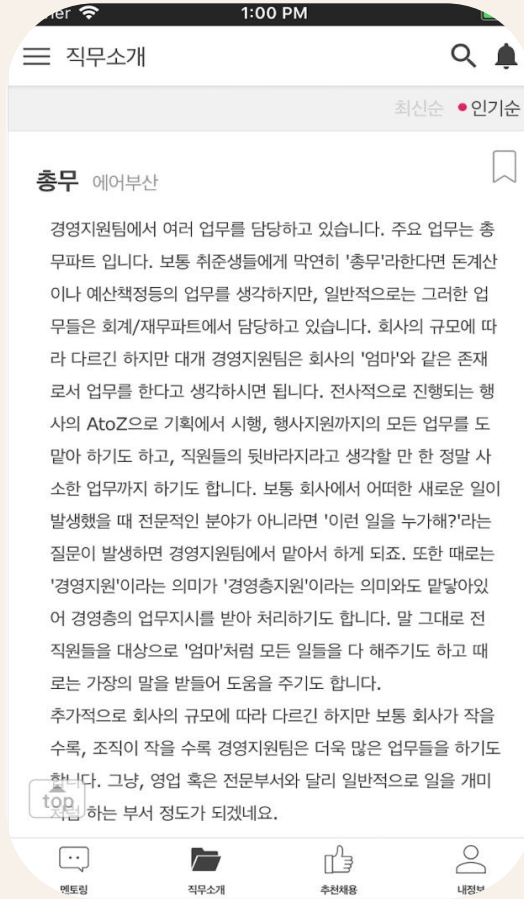 1:00 PM
직무소개
최신순 인기순
총무 에어부산
경영지원팀에서 여러 업무를 담당하고 있습니다. 주요 업무는 총
무파트 입니다. 보통 취준생들에게 막연히 '총무'라한다면 돈계산
이나 예산책정등의 업무를 생각하지만, 일반적으로는 그러한 업
무들은 회계/재무파트에서 담당하고 있습니다. 회사의 규모에 따
라 다르긴 하지만 대개 경영지원팀은 회사의 '엄마'와 같은 존재
로서 업무를 한다고 생각하시면 됩니다. 전사적으로 진행되는 행
사의 AtoZ으로 기획에서 시행, 행사지원까지의 모든 업무를 도
맡아 하기도 하고, 직원들의 뒷바라지라고 생각할 만 한 정말 사
소한 업무까지 하기도 합니다. 보통 회사에서 어떠한 새로운 일이
발생했을 때 전문적인 분야가 아니라면 '이런 일을 누가해?'라는
질문이 발생하면 경영지원팀에서 맡아서 하게 되죠. 또한 때로는
'경영지원'이라는 의미가 '경영층지원'이라는 의미와도 맡닿아있
어 경영층의 업무지시를 받아 처리하기도 합니다. 말 그대로 전
직원들을 대상으로 '엄마'처럼 모든 일들을 다 해주기도 하고 때
로는 가장의 말을 받들어 도움을 주기도 합니다.
추가적으로 회사의 규모에 따라 다르긴 하지만 보통 회사가 작을
수록, 조직이 작을 수록 경영지원팀은 더욱 많은 업무들을 하기도
합니다. 그냥, 영업 혹은 전문부서와 달리 일반적으로 일을 개미
처럼 하는 부서 정도가 되겠네요.
top
멘토링 직무소개 추천채용 내정보